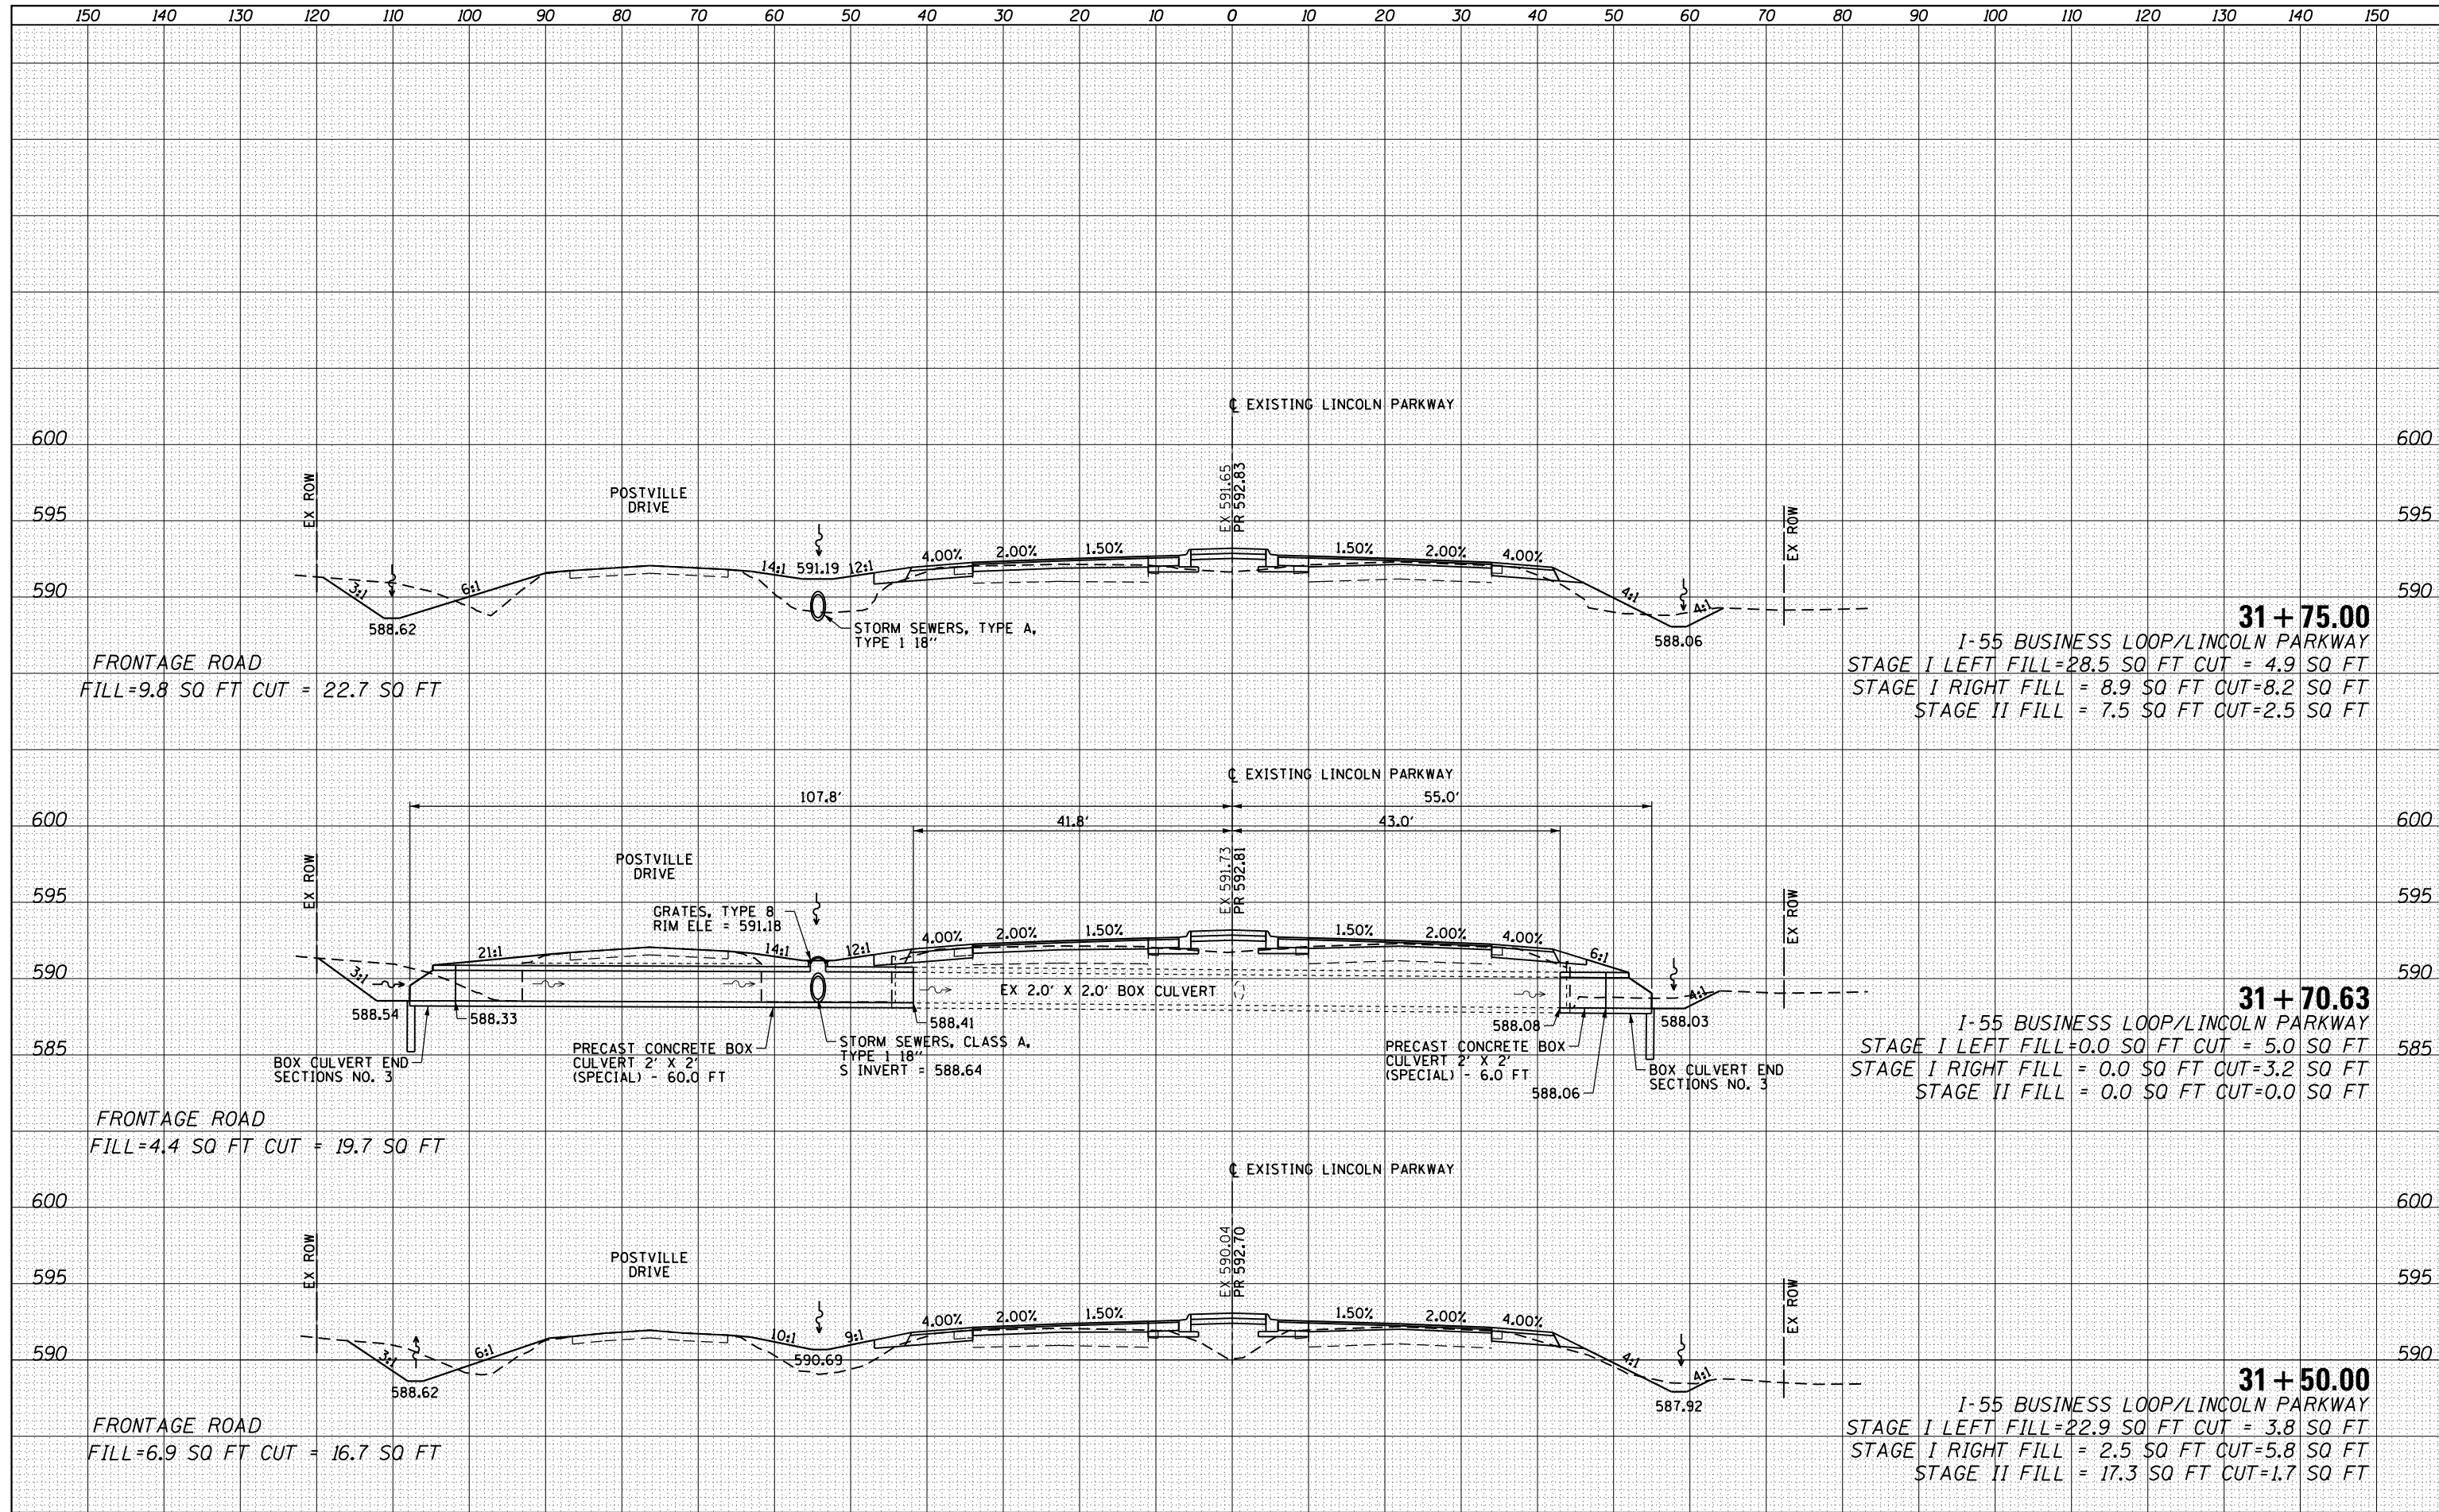 150 140 130 120 110 100 90 80 70 60 50 40 30 20 10 0 10 20 30 40 50 60 70 80 90 100 110 120 130 140 150
℄ EXISTING LINCOLN PARKWAY
600 600
EX ROW
POSTVILLE
DRIVE
EX 591.65
PR 592.83
EX ROW
595 595
3:1 6:1 14:1 591.19 12:1 4.00% 2.00% 1.50% 1.50% 2.00% 4.00% 4:1 4:1
590 590
588.62
STORM SEWERS, TYPE A,
TYPE 1 18"
588.06
31+75.00
I-55 BUSINESS LOOP/LINCOLN PARKWAY
STAGE I LEFT FILL=28.5 SQ FT CUT = 4.9 SQ FT
STAGE I RIGHT FILL = 8.9 SQ FT CUT=8.2 SQ FT
STAGE II FILL = 7.5 SQ FT CUT=2.5 SQ FT
FRONTAGE ROAD
FILL=9.8 SQ FT CUT = 22.7 SQ FT
℄ EXISTING LINCOLN PARKWAY
107.8' 55.0'
600 600
41.8' 43.0'
EX ROW
POSTVILLE
DRIVE
EX 591.73
PR 592.81
EX ROW
595 595
GRATES, TYPE 8
RIM ELE = 591.18
3:1 21:1 14:1 12:1 4.00% 2.00% 1.50% 1.50% 2.00% 4.00% 6:1 4:1
590 590
EX 2.0' X 2.0' BOX CULVERT
588.54 588.33 588.41 588.08 588.03
585 585
BOX CULVERT END
SECTIONS NO. 3
PRECAST CONCRETE BOX
CULVERT 2' X 2'
(SPECIAL) - 60.0 FT
STORM SEWERS, CLASS A,
TYPE 1 18"
S INVERT = 588.64
PRECAST CONCRETE BOX
CULVERT 2' X 2'
(SPECIAL) - 6.0 FT
588.06
BOX CULVERT END
SECTIONS NO. 3
31+70.63
I-55 BUSINESS LOOP/LINCOLN PARKWAY
STAGE I LEFT FILL=0.0 SQ FT CUT = 5.0 SQ FT
STAGE I RIGHT FILL = 0.0 SQ FT CUT=3.2 SQ FT
STAGE II FILL = 0.0 SQ FT CUT=0.0 SQ FT
FRONTAGE ROAD
FILL=4.4 SQ FT CUT = 19.7 SQ FT
℄ EXISTING LINCOLN PARKWAY
600 600
EX ROW
POSTVILLE
DRIVE
EX 590.04
PR 592.70
EX ROW
595 595
3:1 6:1 10:1 590.69 9:1 4.00% 2.00% 1.50% 1.50% 2.00% 4.00% 4:1 4:1
590 590
588.62
587.92
31+50.00
I-55 BUSINESS LOOP/LINCOLN PARKWAY
STAGE I LEFT FILL=22.9 SQ FT CUT = 3.8 SQ FT
STAGE I RIGHT FILL = 2.5 SQ FT CUT=5.8 SQ FT
STAGE II FILL = 17.3 SQ FT CUT=1.7 SQ FT
FRONTAGE ROAD
FILL=6.9 SQ FT CUT = 16.7 SQ FT